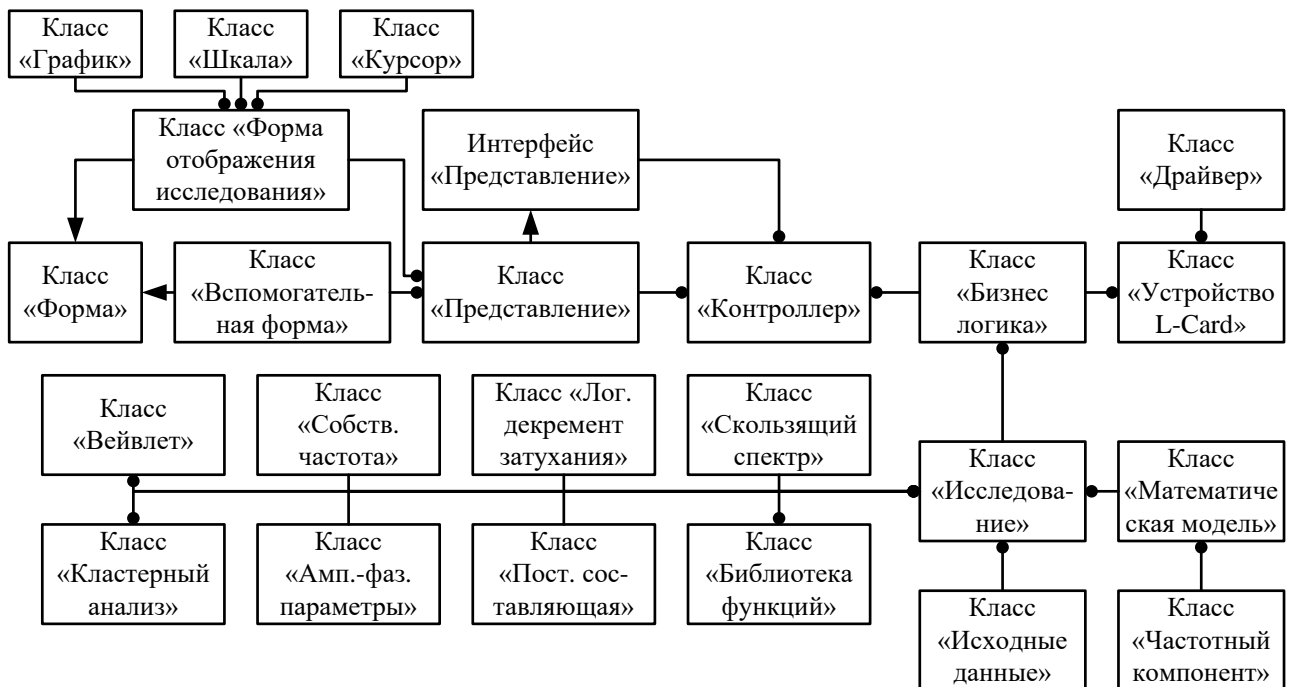 Класс
«График»
Класс
«Шкала»
Класс
«Курсор»
Класс «Форма
отображения
исследования»
Интерфейс
«Представление»
Класс
«Драйвер»
Класс
«Форма»
Класс
«Вспомогатель-
ная форма»
Класс
«Представление»
Класс
«Контроллер»
Класс
«Бизнес
логика»
Класс
«Устройство
L-Card»
Класс
«Вейвлет»
Класс
«Собств.
частота»
Класс «Лог.
декремент
затухания»
Класс
«Скользящий
спектр»
Класс
«Исследова-
ние»
Класс
«Математиче
ская модель»
Класс
«Кластерный
анализ»
Класс
«Амп.-фаз.
параметры»
Класс
«Пост. сос-
тавляющая»
Класс
«Библиотека
функций»
Класс
«Исходные
данные»
Класс
«Частотный
компонент»